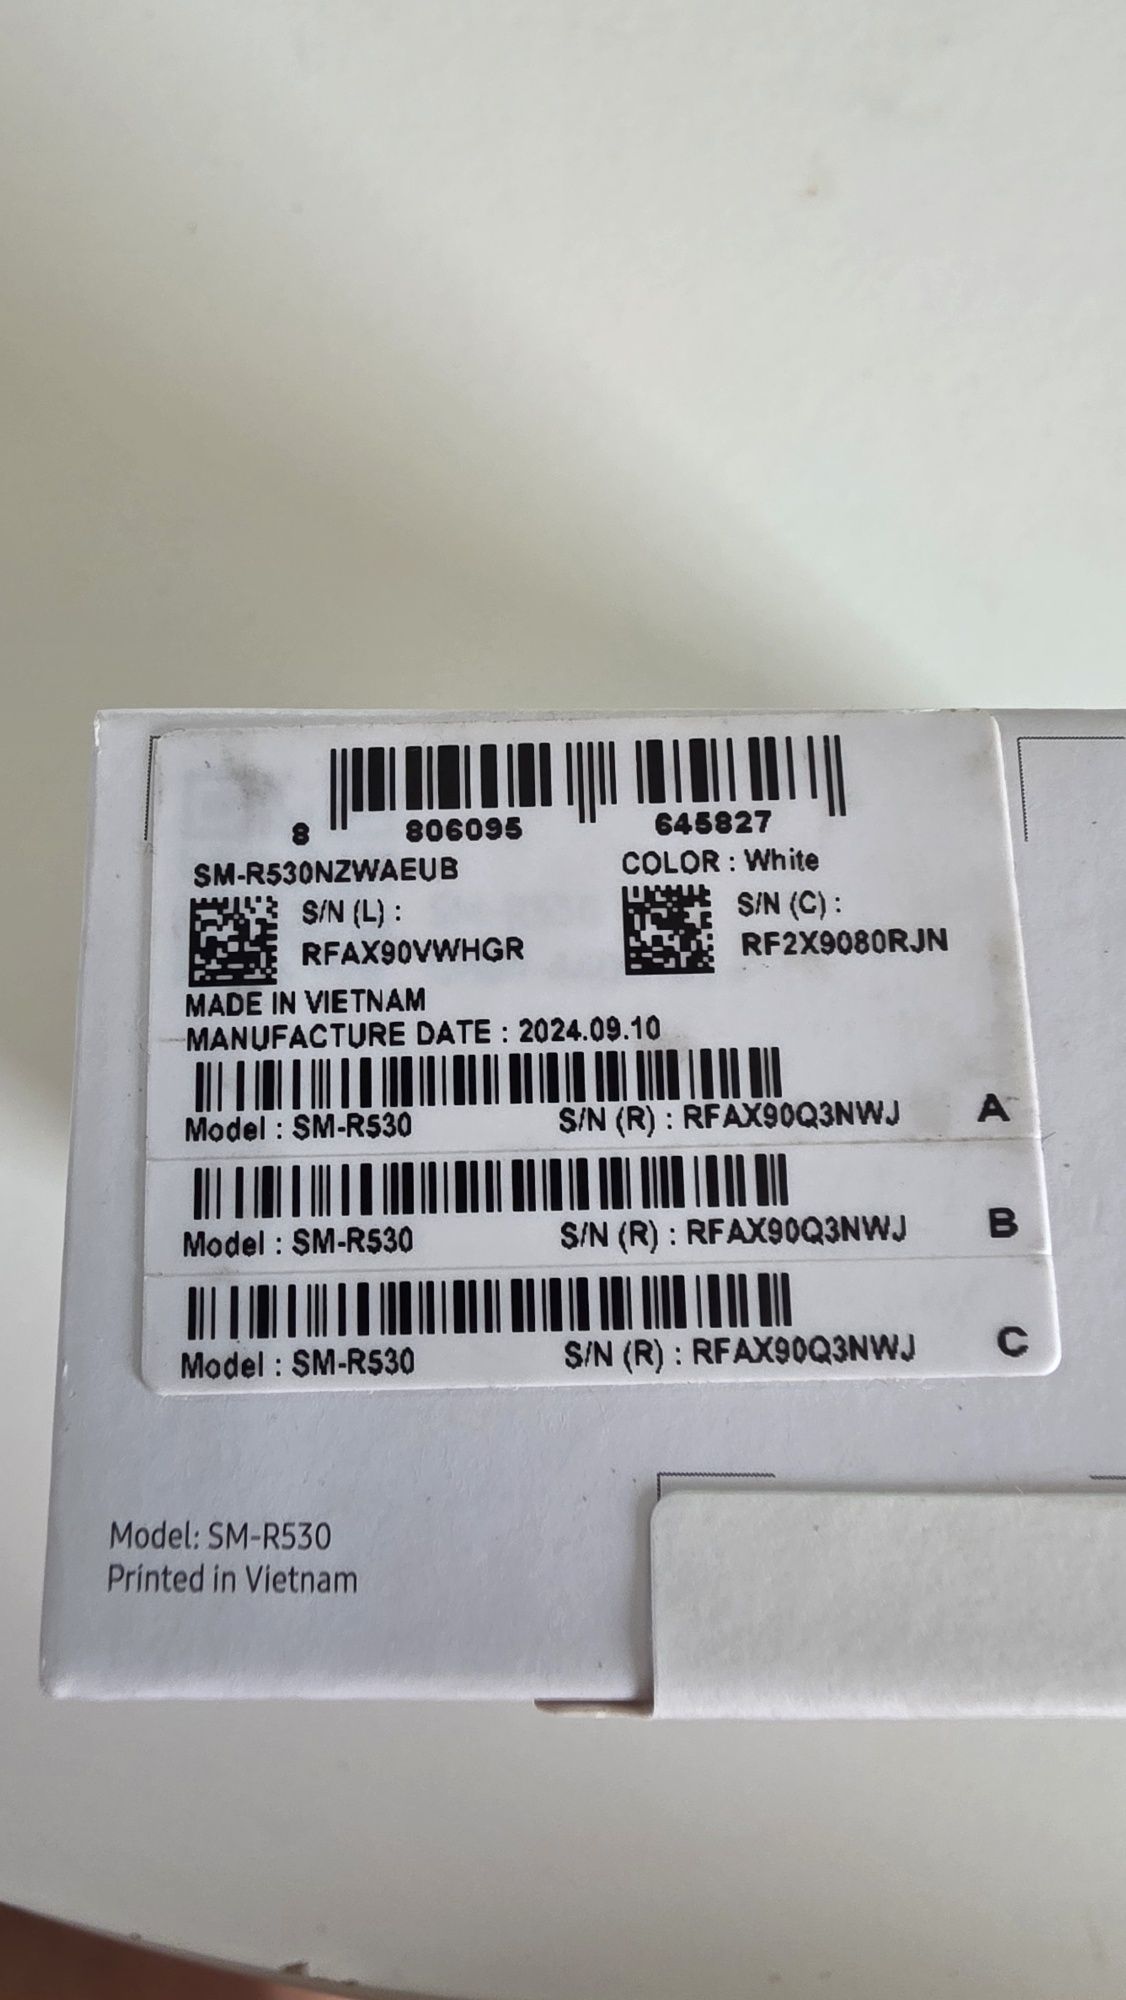 8 806095 645827
SM-R530NZWAEUB COLOR : White
S/N (L) : S/N (C) :
RFAX90VWHGR RF2X9080RJN
MADE IN VIETNAM
MANUFACTURE DATE : 2024.09.10
Model : SM-R530 S/N (R) : RFAX90Q3NWJ A
Model : SM-R530 S/N (R) : RFAX90Q3NWJ B
Model : SM-R530 S/N (R) : RFAX90Q3NWJ C
Model: SM-R530
Printed in Vietnam